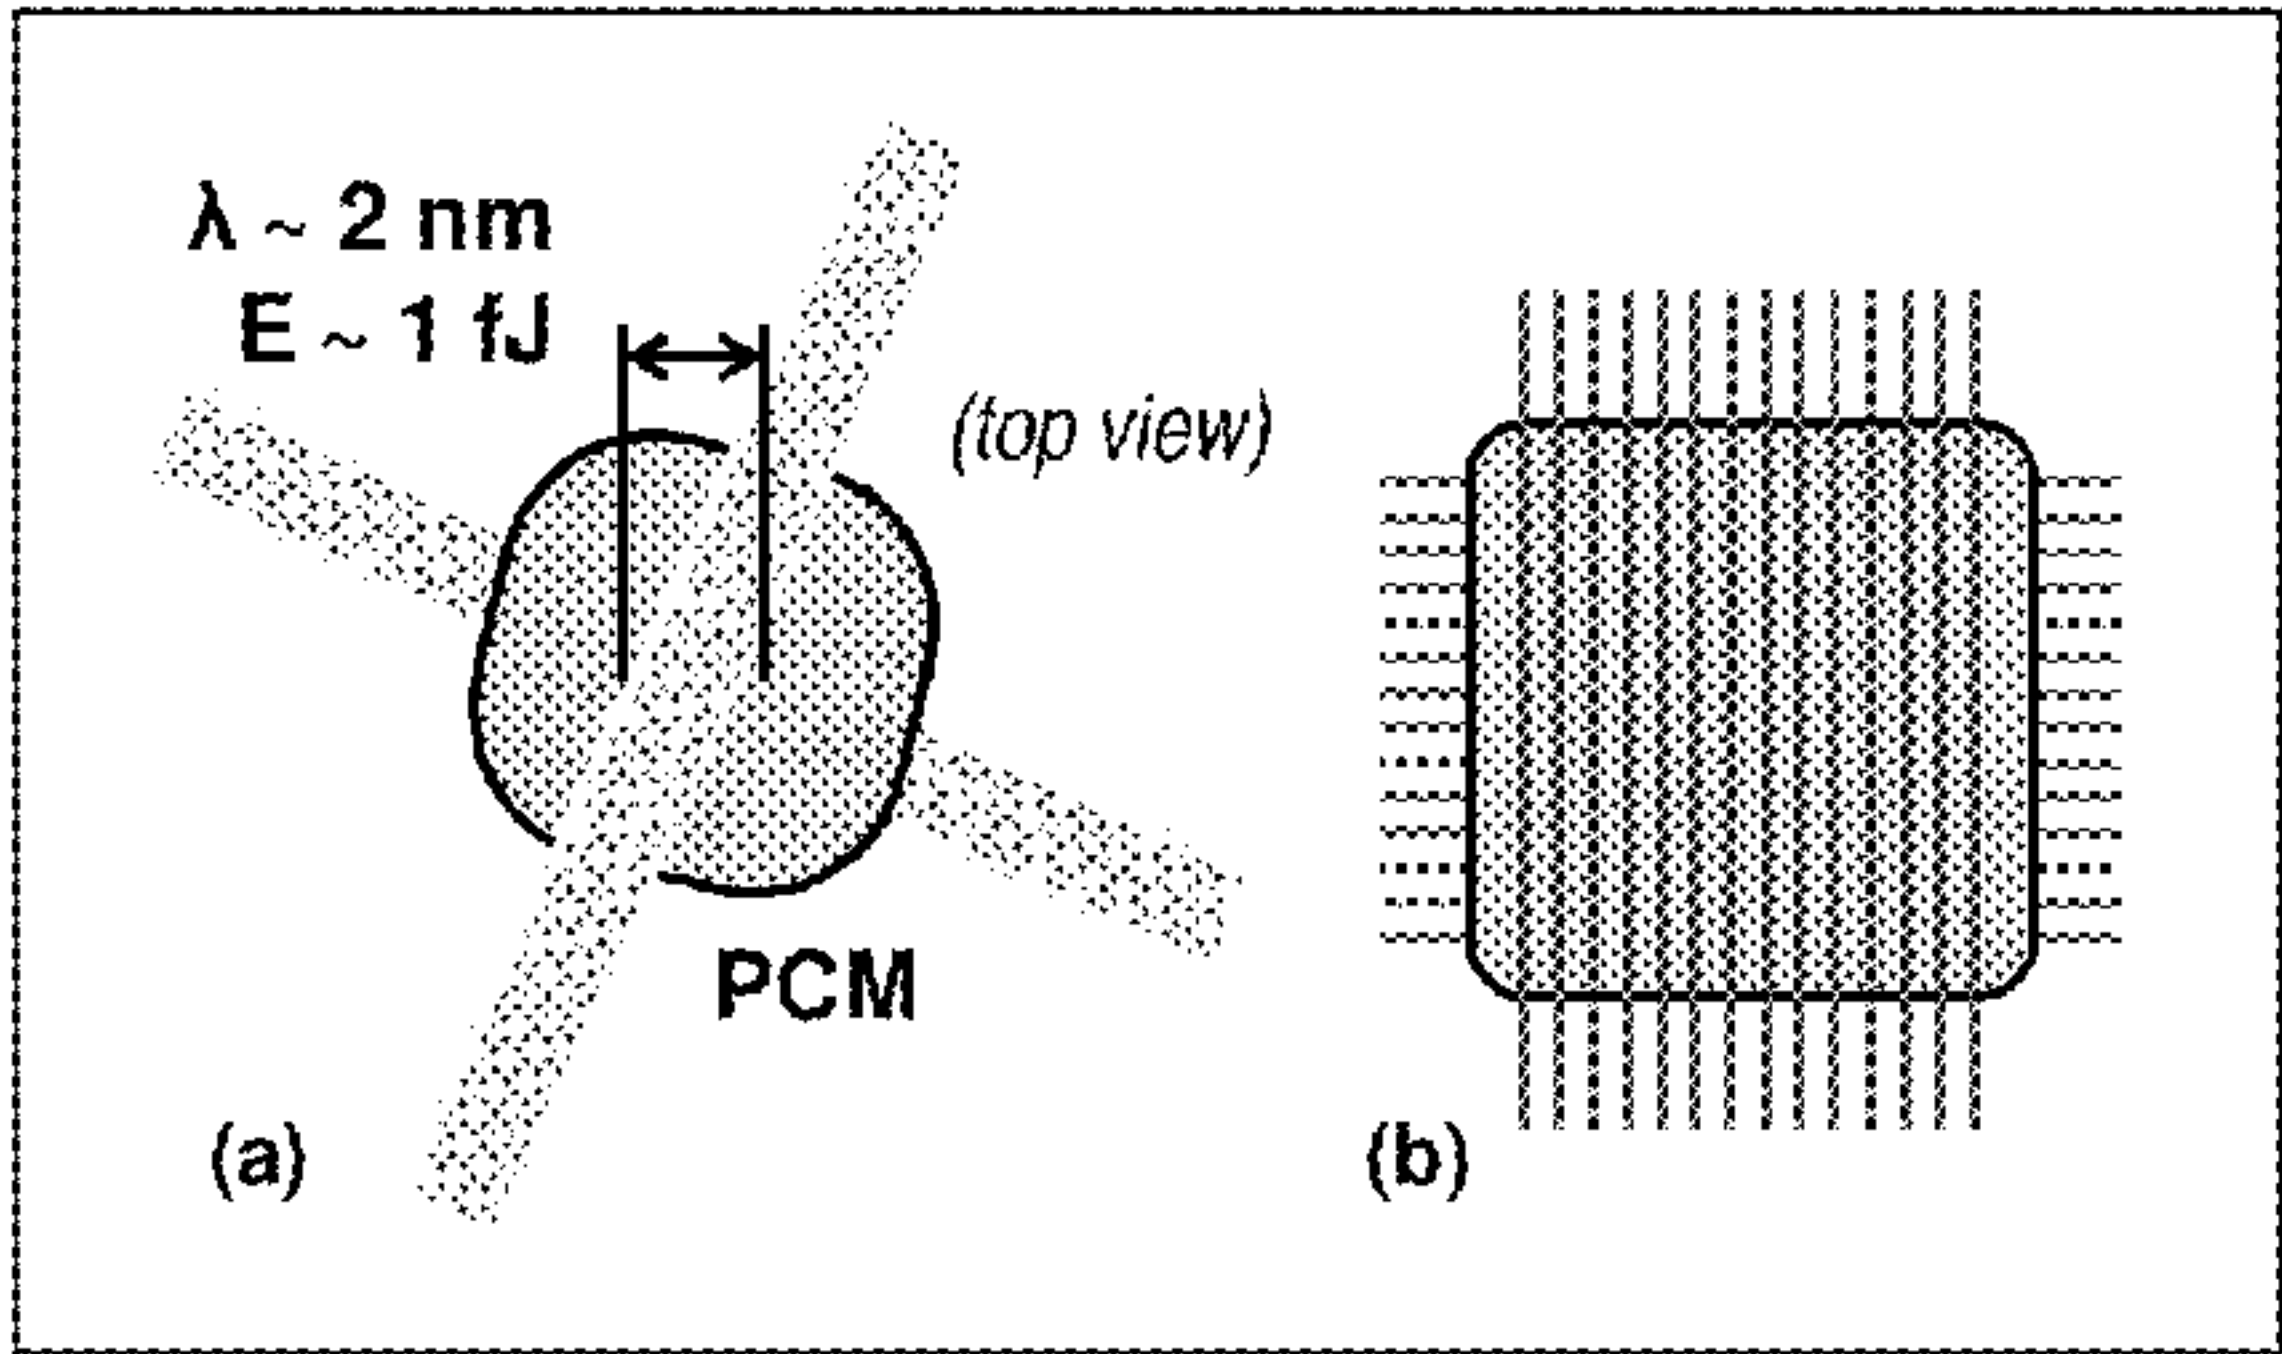 λ ~ 2 nm
E ~ 1 fJ
(top view)
PCM
(a)
(b)